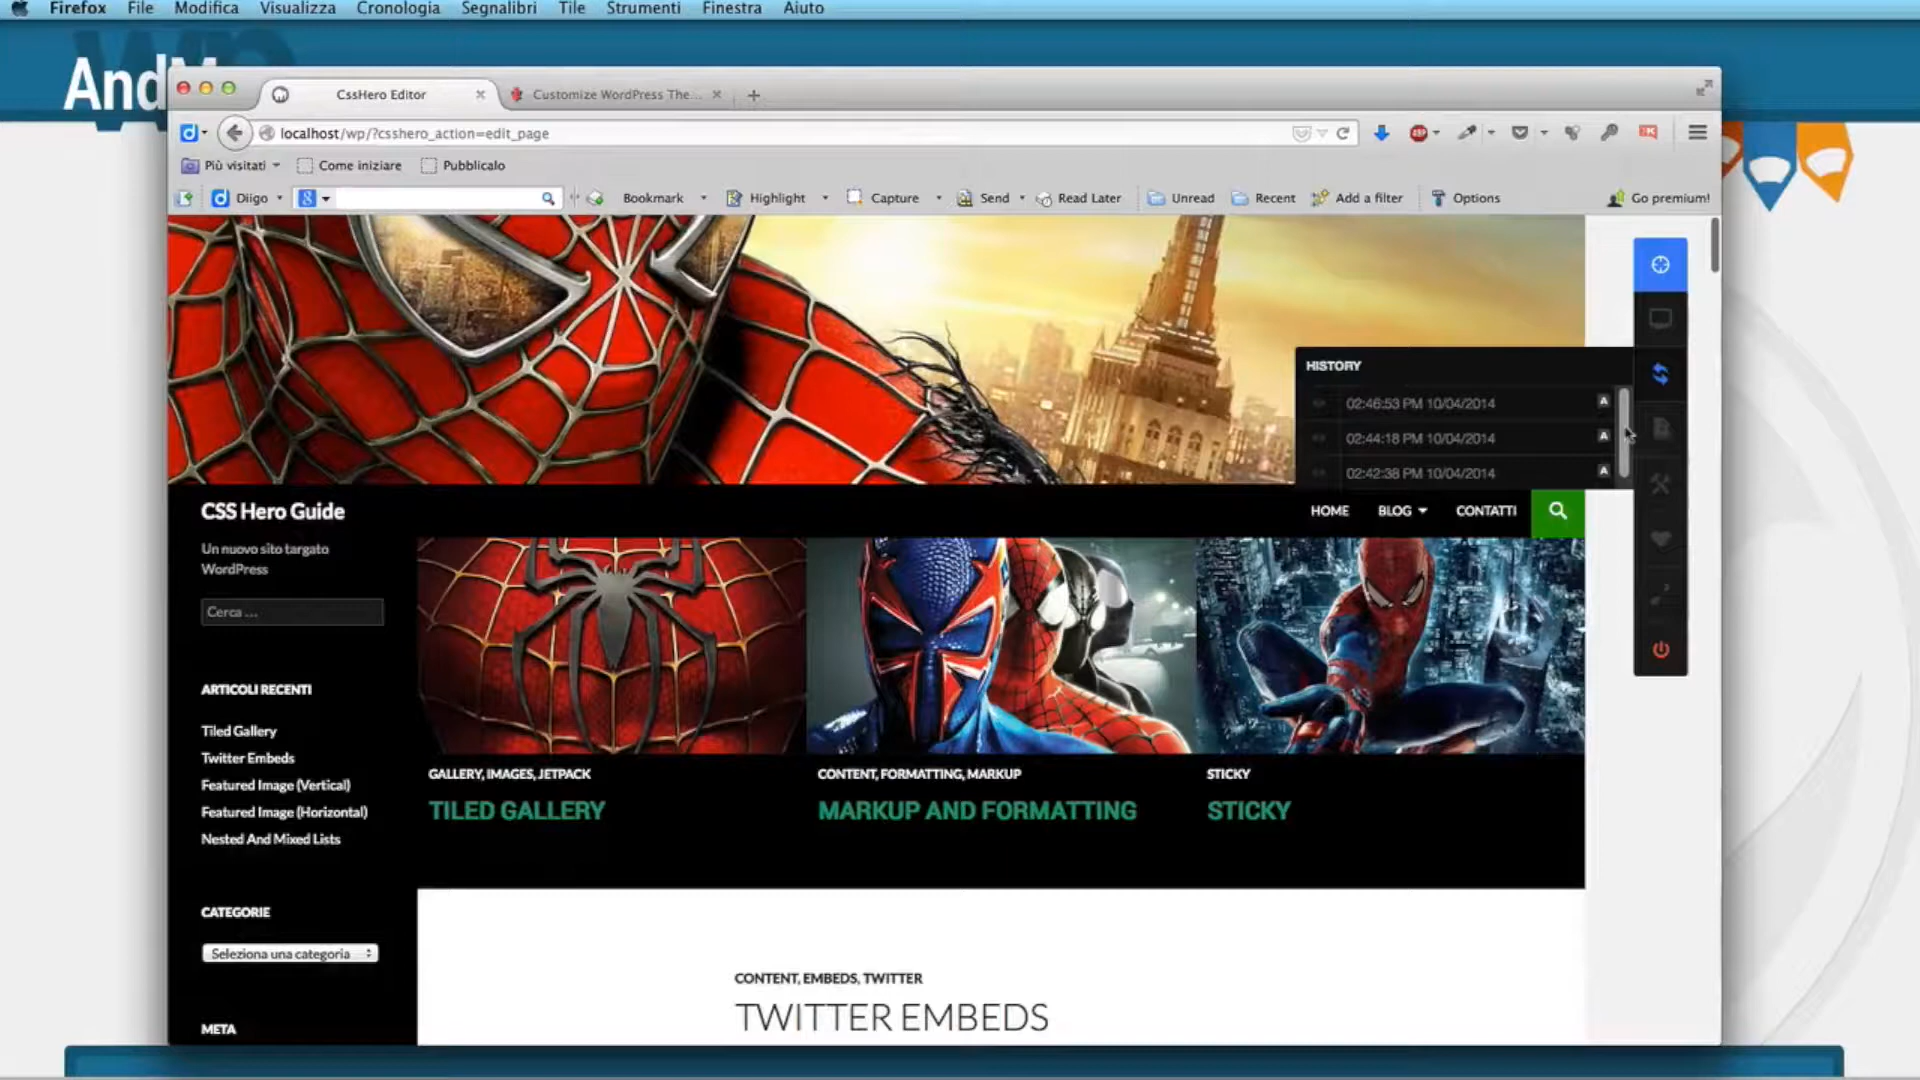 Firefox File Modifica Visualizza Cronologia Segnalibri Tile Strumenti Finestra Aiuto
CssHero Editor Customize WordPress The...
localhost/wp/?csshero_action=edit_page
Più visitati Come iniziare Pubblicalo
Diigo Bookmark Highlight Capture Send Read Later Unread Recent Add a filter Options Go premium!
HISTORY
02:46:53 PM 10/04/2014 A
02:44:18 PM 10/04/2014 A
02:42:38 PM 10/04/2014 A
CSS Hero Guide
HOME BLOG CONTATTI
Un nuovo sito targato
WordPress
Cerca ...
ARTICOLI RECENTI
Tiled Gallery
Twitter Embeds
Featured Image (Vertical)
Featured Image (Horizontal)
Nested And Mixed Lists
GALLERY, IMAGES, JETPACK
TILED GALLERY
CONTENT, FORMATTING, MARKUP
MARKUP AND FORMATTING
STICKY
STICKY
CATEGORIE
Seleziona una categoria
CONTENT, EMBEDS, TWITTER
TWITTER EMBEDS
META